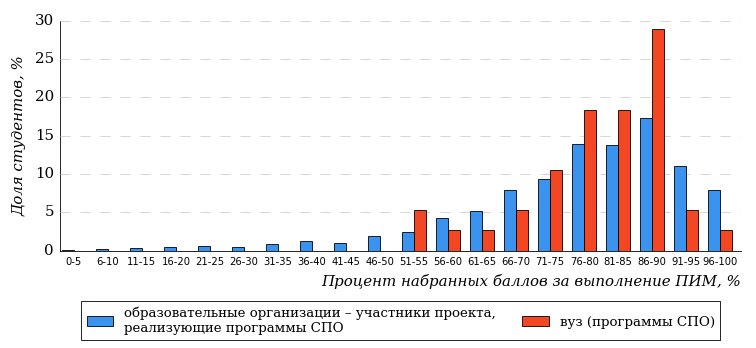 30
25
20
15
10
5
0
Доля студентов, %
0-5 6-10 11-15 16-20 21-25 26-30 31-35 36-40 41-45 46-50 51-55 56-60 61-65 66-70 71-75 76-80 81-85 86-90 91-95 96-100
Процент набранных баллов за выполнение ПИМ, %
образовательные организации – участники проекта,
реализующие программы СПО
вуз (программы СПО)